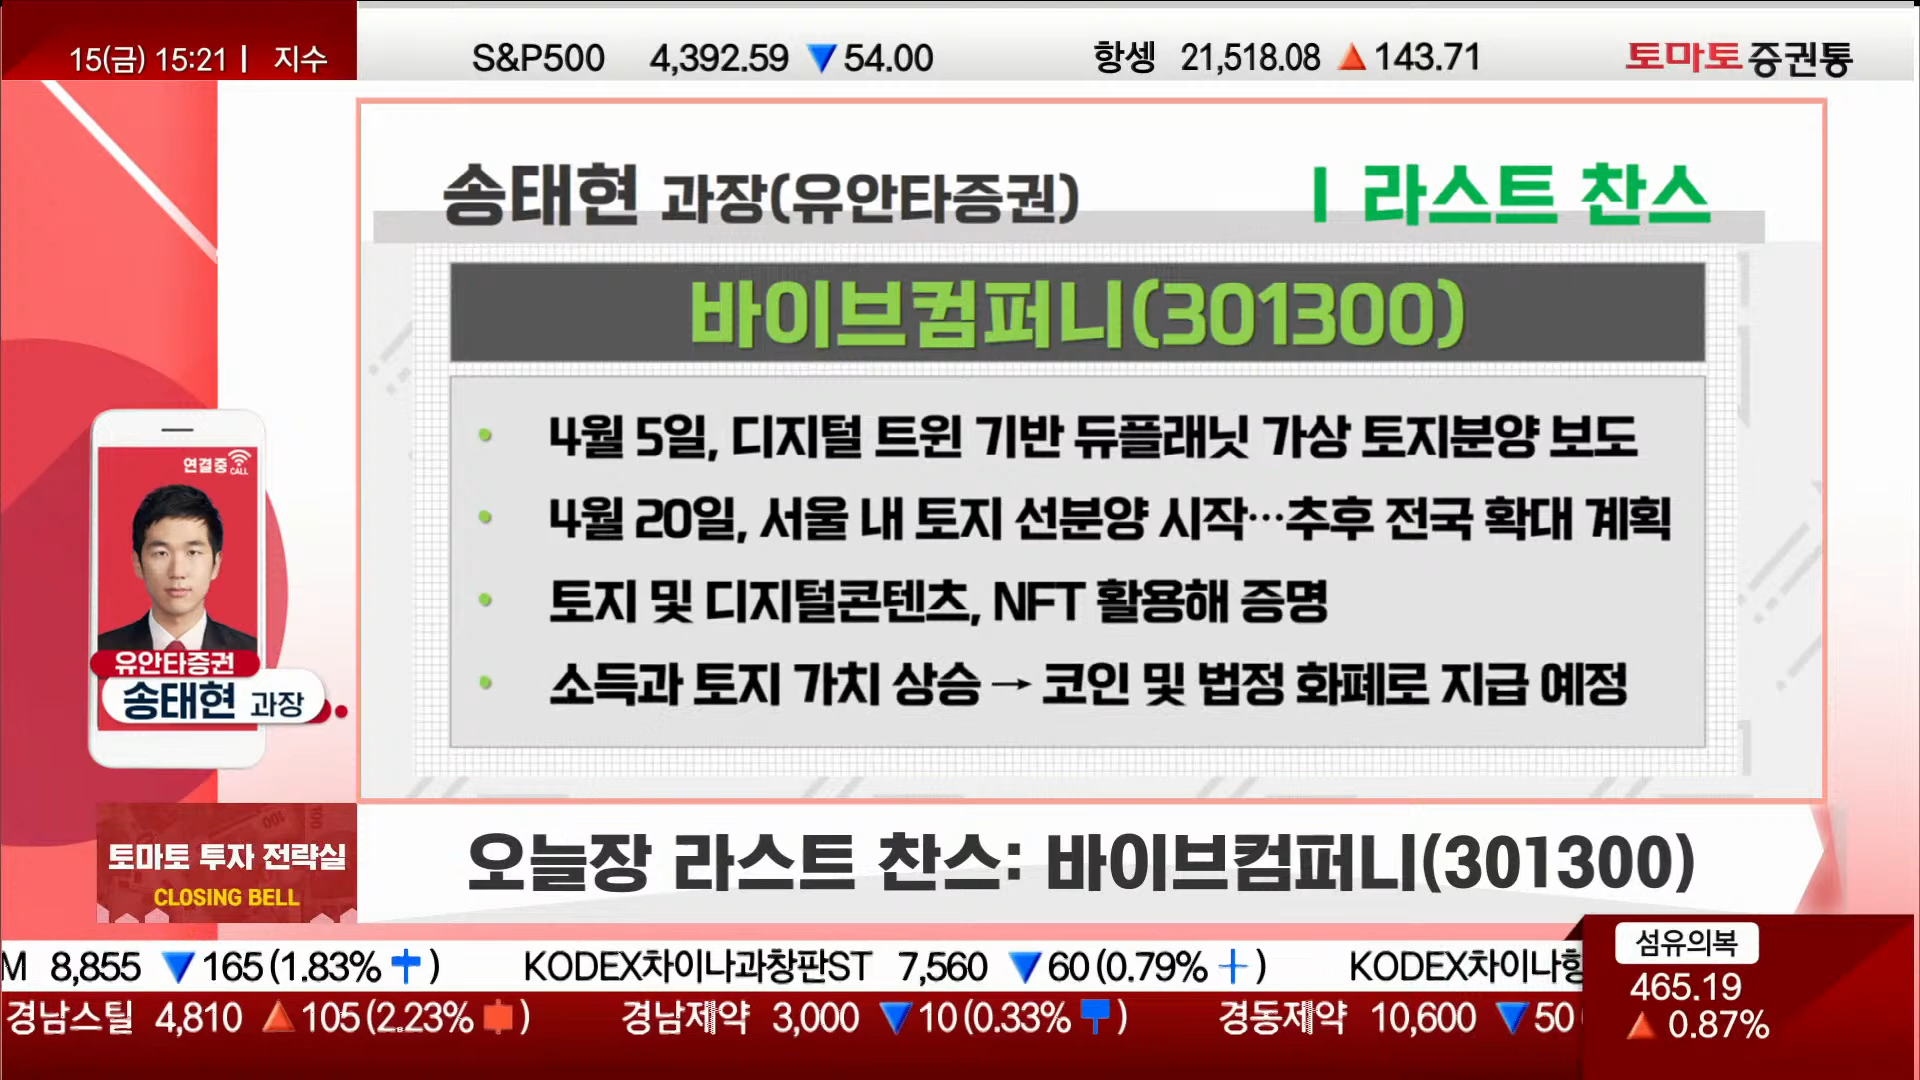 15(금) 15:21 | 지수
S&P500 4,392.59 ▼ 54.00 항셍 21,518.08 ▲ 143.71
토마토증권통
송태현 과장(유안타증권) I 라스트 찬스
바이브컴퍼니(301300)
• 4월 5일, 디지털 트윈 기반 듀플래닛 가상 토지분양 보도
• 4월 20일, 서울 내 토지 선분양 시작…추후 전국 확대 계획
• 토지 및 디지털콘텐츠, NFT 활용해 증명
• 소득과 토지 가치 상승 → 코인 및 법정 화폐로 지급 예정
연결중
CALL
유안타증권
송태현 과장
토마토 투자 전략실
CLOSING BELL
오늘장 라스트 찬스: 바이브컴퍼니(301300)
M 8,855 ▼ 165 (1.83% ) KODEX차이나과창판ST 7,560 ▼ 60 (0.79% ) KODEX차이나항
경남스틸 4,810 ▲ 105 (2.23% ) 경남제약 3,000 ▼ 10 (0.33% ) 경동제약 10,600 ▼ 50 (
섬유의복
465.19
▲ 0.87%